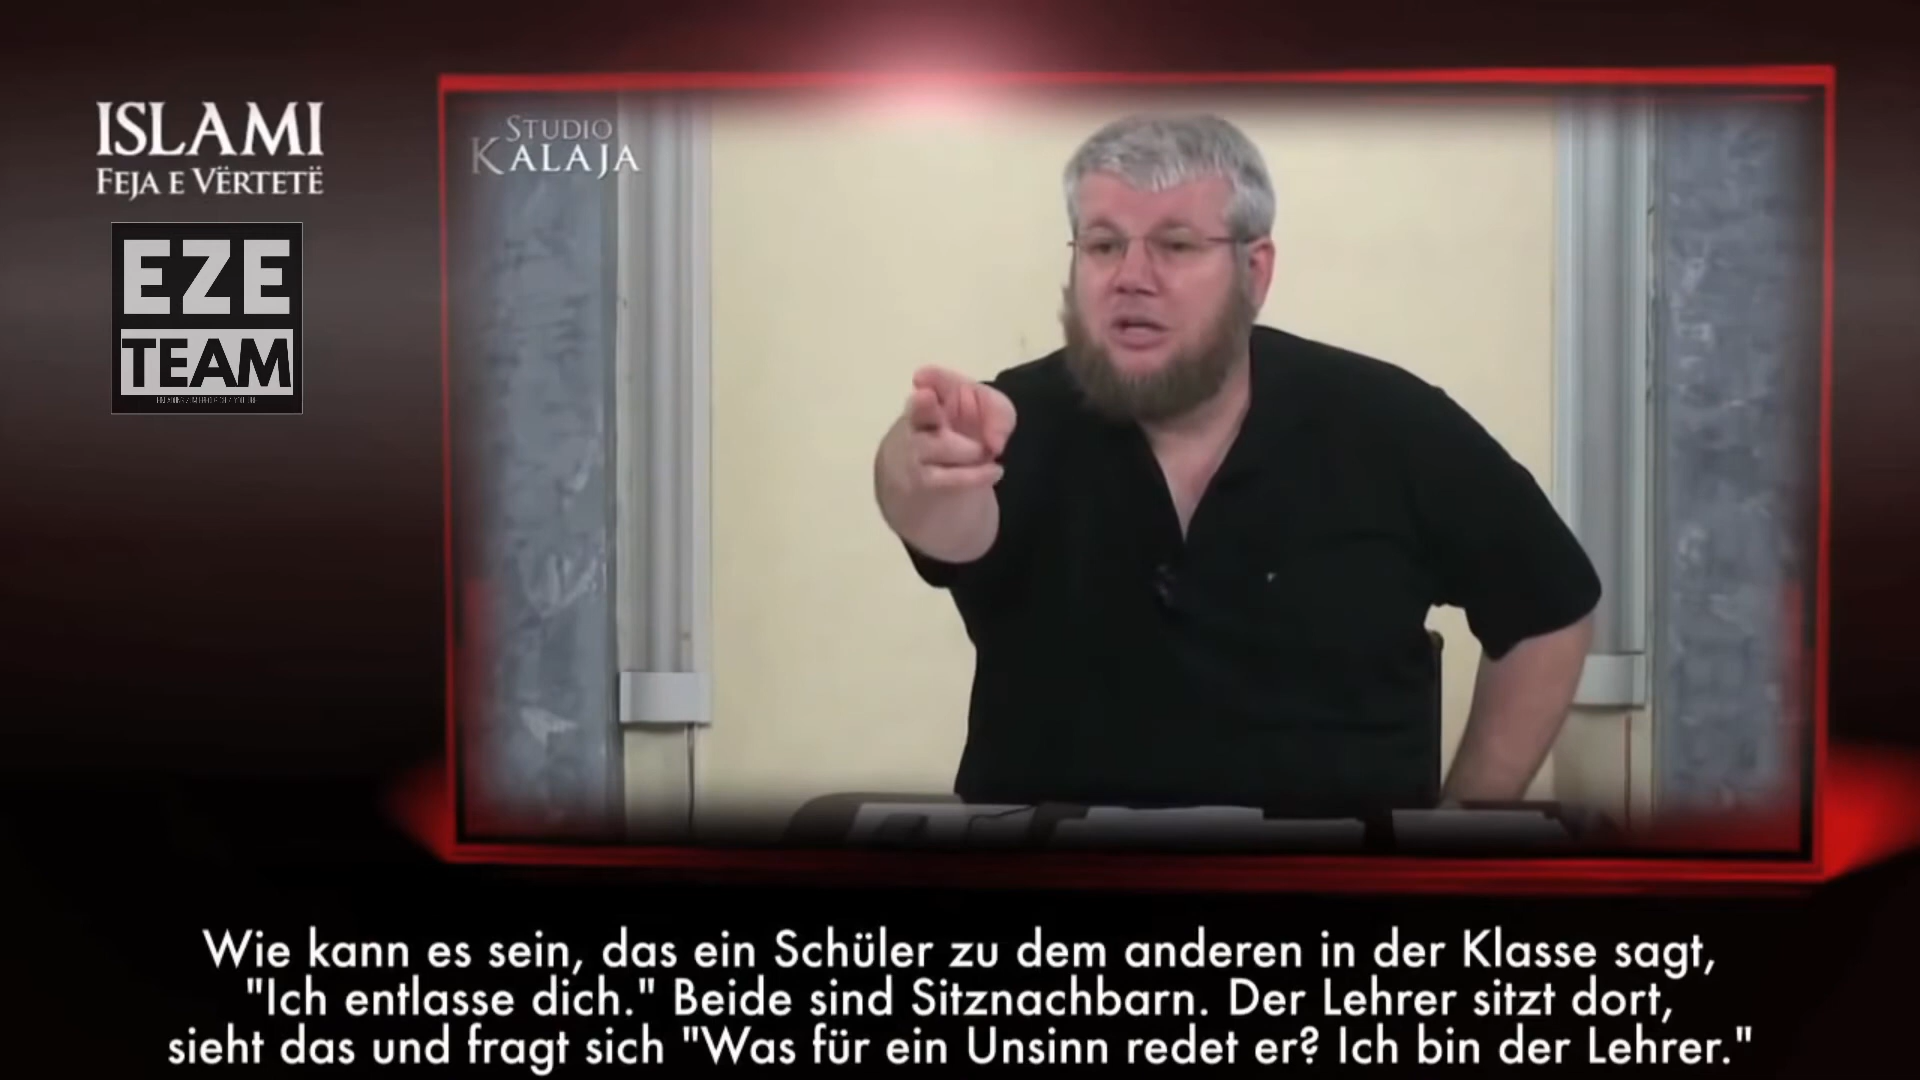 ISLAMI
FEJA E VËRTETË
EZE
TEAM
STUDIO
KALAJA
Wie kann es sein, das ein Schüler zu dem anderen in der Klasse sagt,
"Ich entlasse dich." Beide sind Sitznachbarn. Der Lehrer sitzt dort,
sieht das und fragt sich "Was für ein Unsinn redet er? Ich bin der Lehrer."